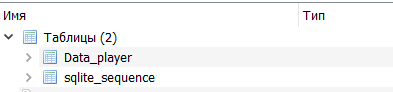 Имя Тип
Таблицы (2)
Data_player
sqlite_sequence